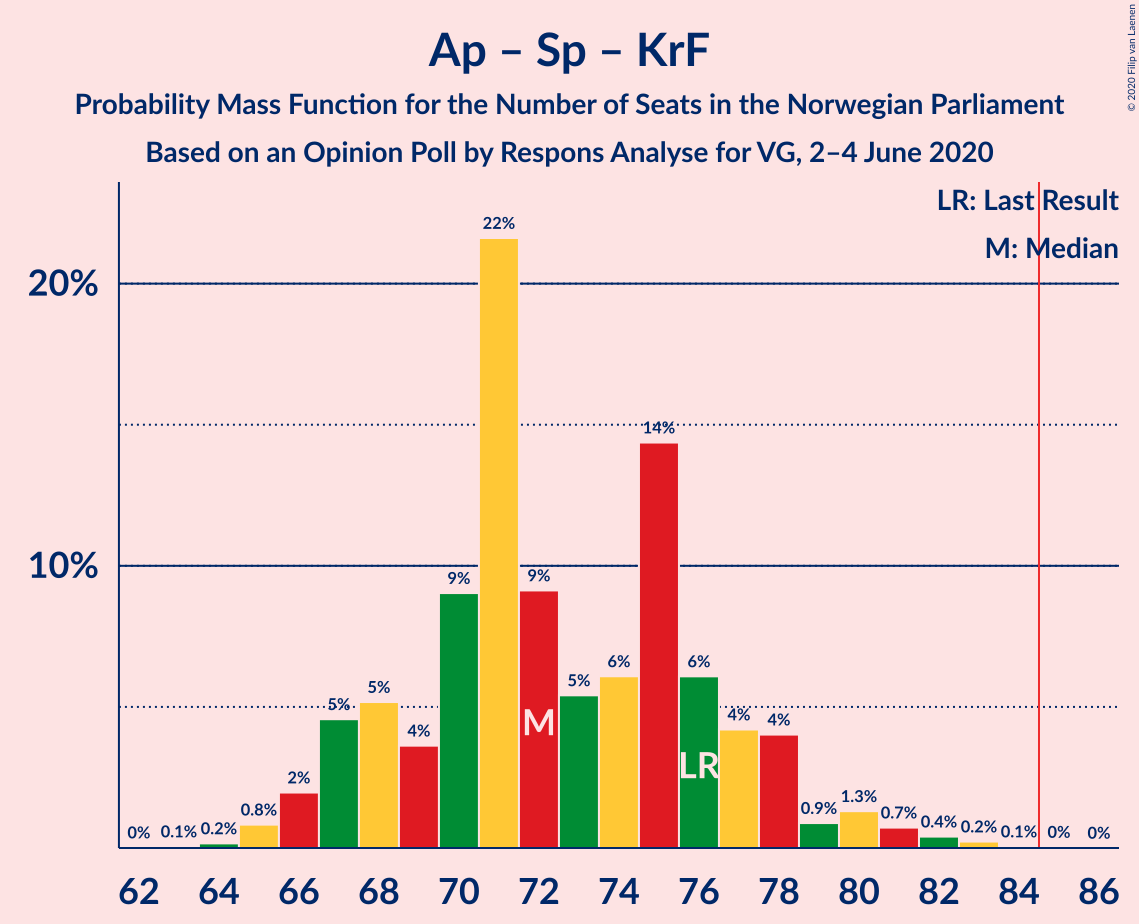 Ap – Sp – KrF
Probability Mass Function for the Number of Seats in the Norwegian Parliament
Based on an Opinion Poll by Respons Analyse for VG, 2–4 June 2020
© 2020 Filip van Laenen
LR: Last Result
M: Median
20%
10%
0% 0.1% 0.2% 0.8% 2% 5% 5% 4% 9% 22% 9% 5% 6% 14% 6% 4% 4% 0.9% 1.3% 0.7% 0.4% 0.2% 0.1% 0% 0%
M
LR
62 64 66 68 70 72 74 76 78 80 82 84 86